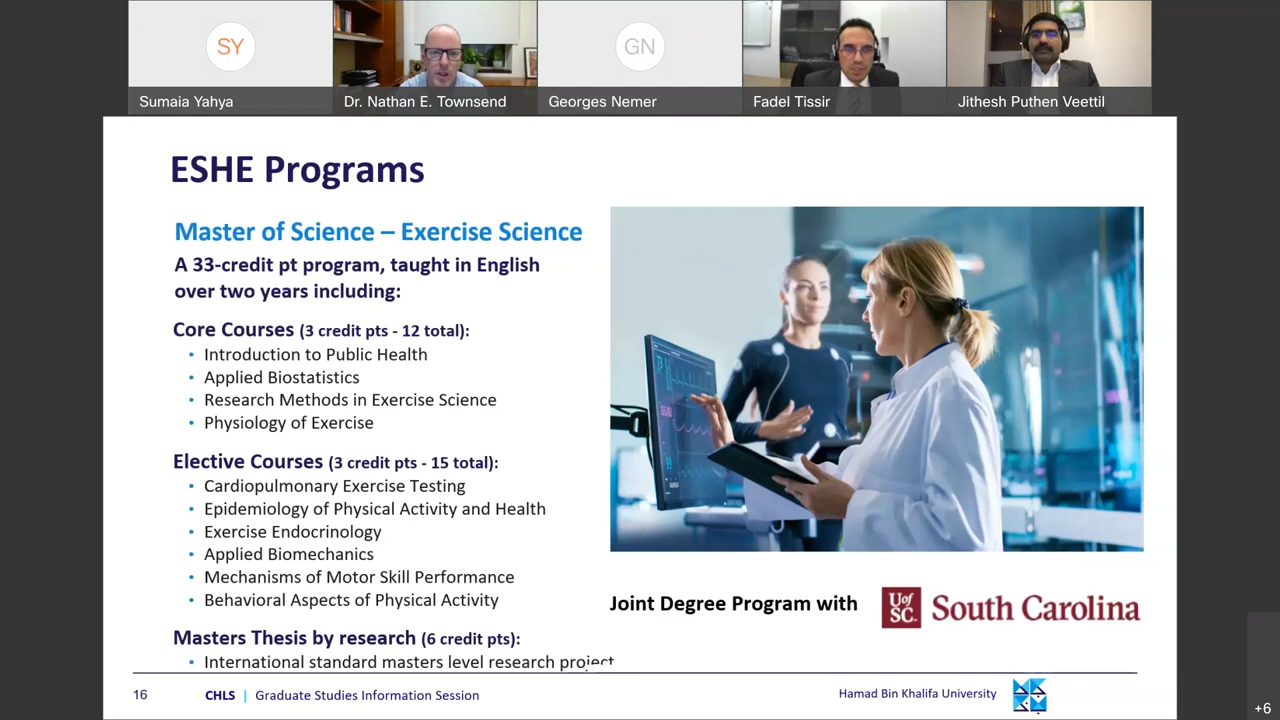 SY
GN
Sumaia Yahya
Dr. Nathan E. Townsend
Georges Nemer
Fadel Tissir
Jithesh Puthen Veettil
ESHE Programs
Master of Science – Exercise Science
A 33-credit pt program, taught in English
over two years including:
Core Courses (3 credit pts - 12 total):
• Introduction to Public Health
• Applied Biostatistics
• Research Methods in Exercise Science
• Physiology of Exercise
Elective Courses (3 credit pts - 15 total):
• Cardiopulmonary Exercise Testing
• Epidemiology of Physical Activity and Health
• Exercise Endocrinology
• Applied Biomechanics
• Mechanisms of Motor Skill Performance
• Behavioral Aspects of Physical Activity
Masters Thesis by research (6 credit pts):
• International standard masters level research project
Joint Degree Program with
UofSC. South Carolina
16
CHLS | Graduate Studies Information Session
Hamad Bin Khalifa University
+6